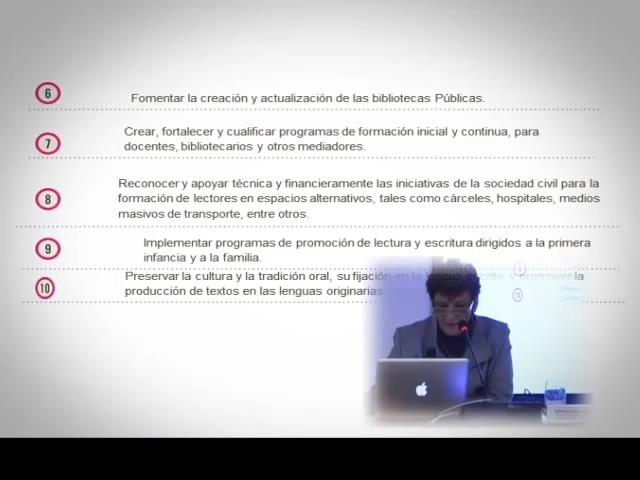 6
Fomentar la creación y actualización de las bibliotecas Públicas.
7
Crear, fortalecer y cualificar programas de formación inicial y continua, para
docentes, bibliotecarios y otros mediadores.
8
Reconocer y apoyar técnica y financieramente las iniciativas de la sociedad civil para la
formación de lectores en espacios alternativos, tales como cárceles, hospitales, medios
masivos de transporte, entre otros.
9
Implementar programas de promoción de lectura y escritura dirigidos a la primera
infancia y a la familia.
10
Preservar la cultura y la tradición oral, su fijación en la lengua escrita y promover la
producción de textos en las lenguas originarias